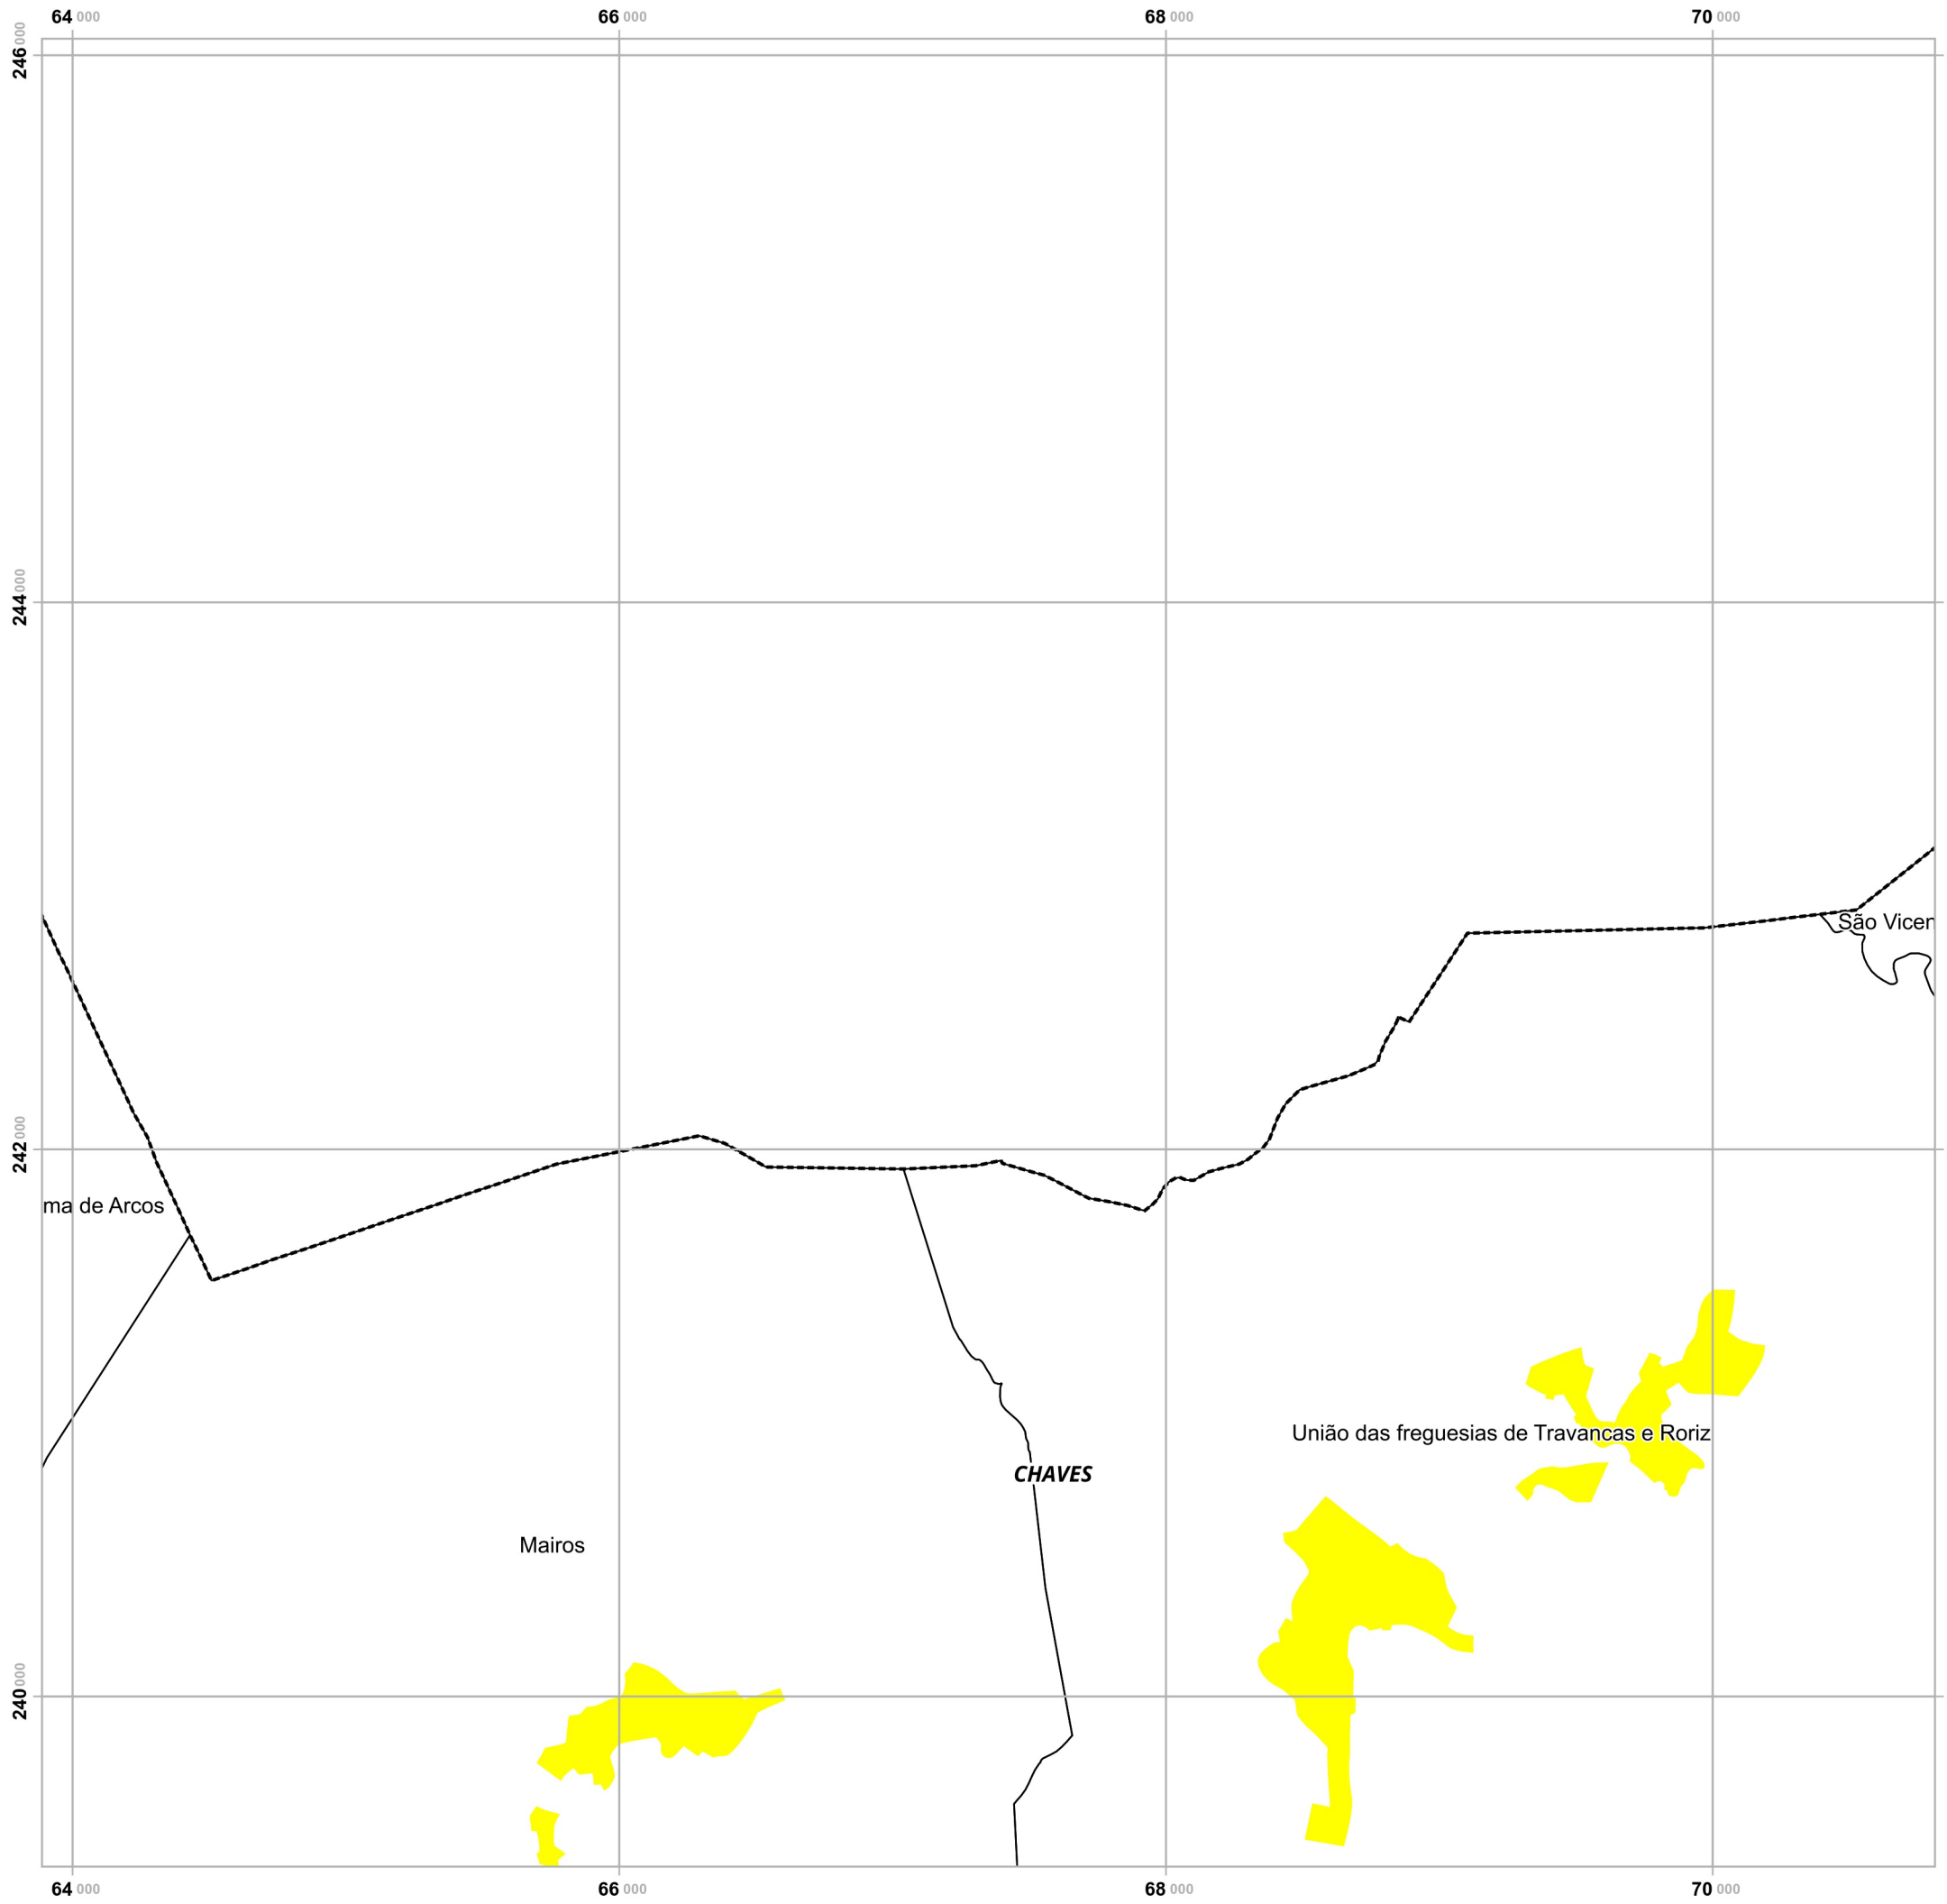 64 000 66 000 68 000 70 000
246 000
244 000
São Vicen
242 000
ma de Arcos
União das freguesias de Travancas e Roriz
CHAVES
Mairos
240 000
64 000 66 000 68 000 70 000